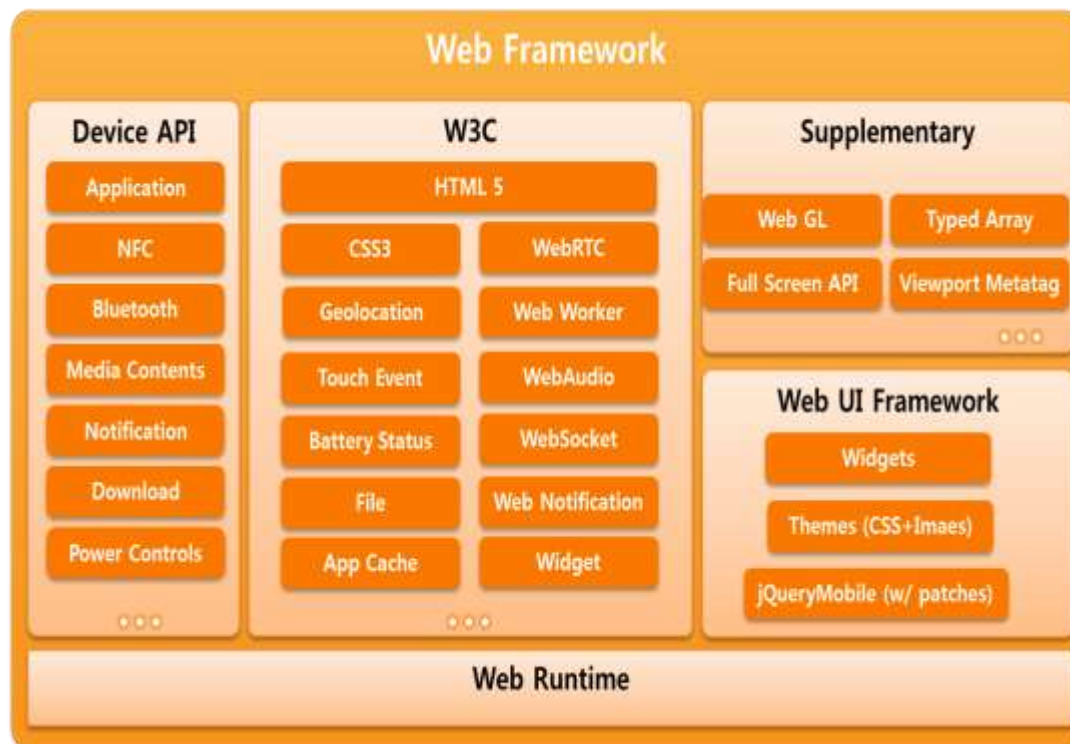 Web Framework
Device API
Application
NFC
Bluetooth
Media Contents
Notification
Download
Power Controls
W3C
HTML 5
CSS3
WebRTC
Geolocation
Web Worker
Touch Event
WebAudio
Battery Status
WebSocket
File
Web Notification
App Cache
Widget
Supplementary
Web GL
Typed Array
Full Screen API
Viewport Metatag
Web UI Framework
Widgets
Themes (CSS+Imaes)
jQueryMobile (w/ patches)
Web Runtime